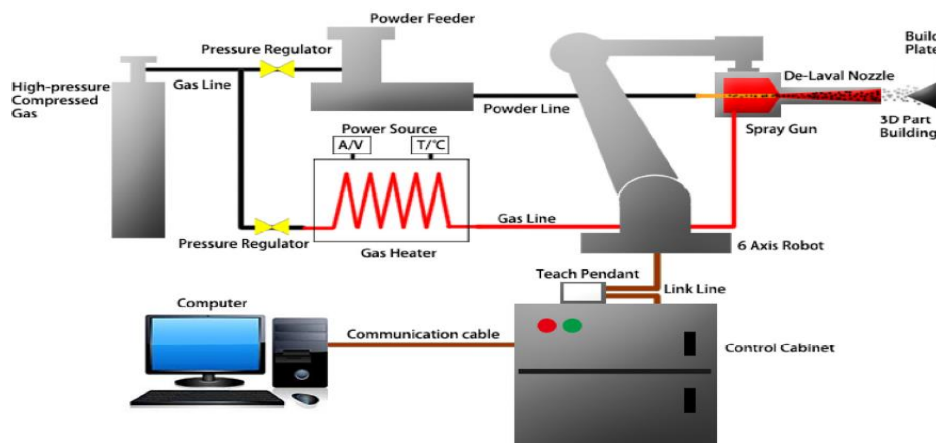 Powder Feeder
Pressure Regulator
Gas Line
High-pressure
Compressed
Gas
Powder Line
Power Source
A/V
T/°C
Gas Line
Pressure Regulator
Gas Heater
De-Laval Nozzle
Plate
Spray Gun
3D Part
Building
6 Axis Robot
Teach Pendant
Link Line
Computer
Communication cable
Control Cabinet